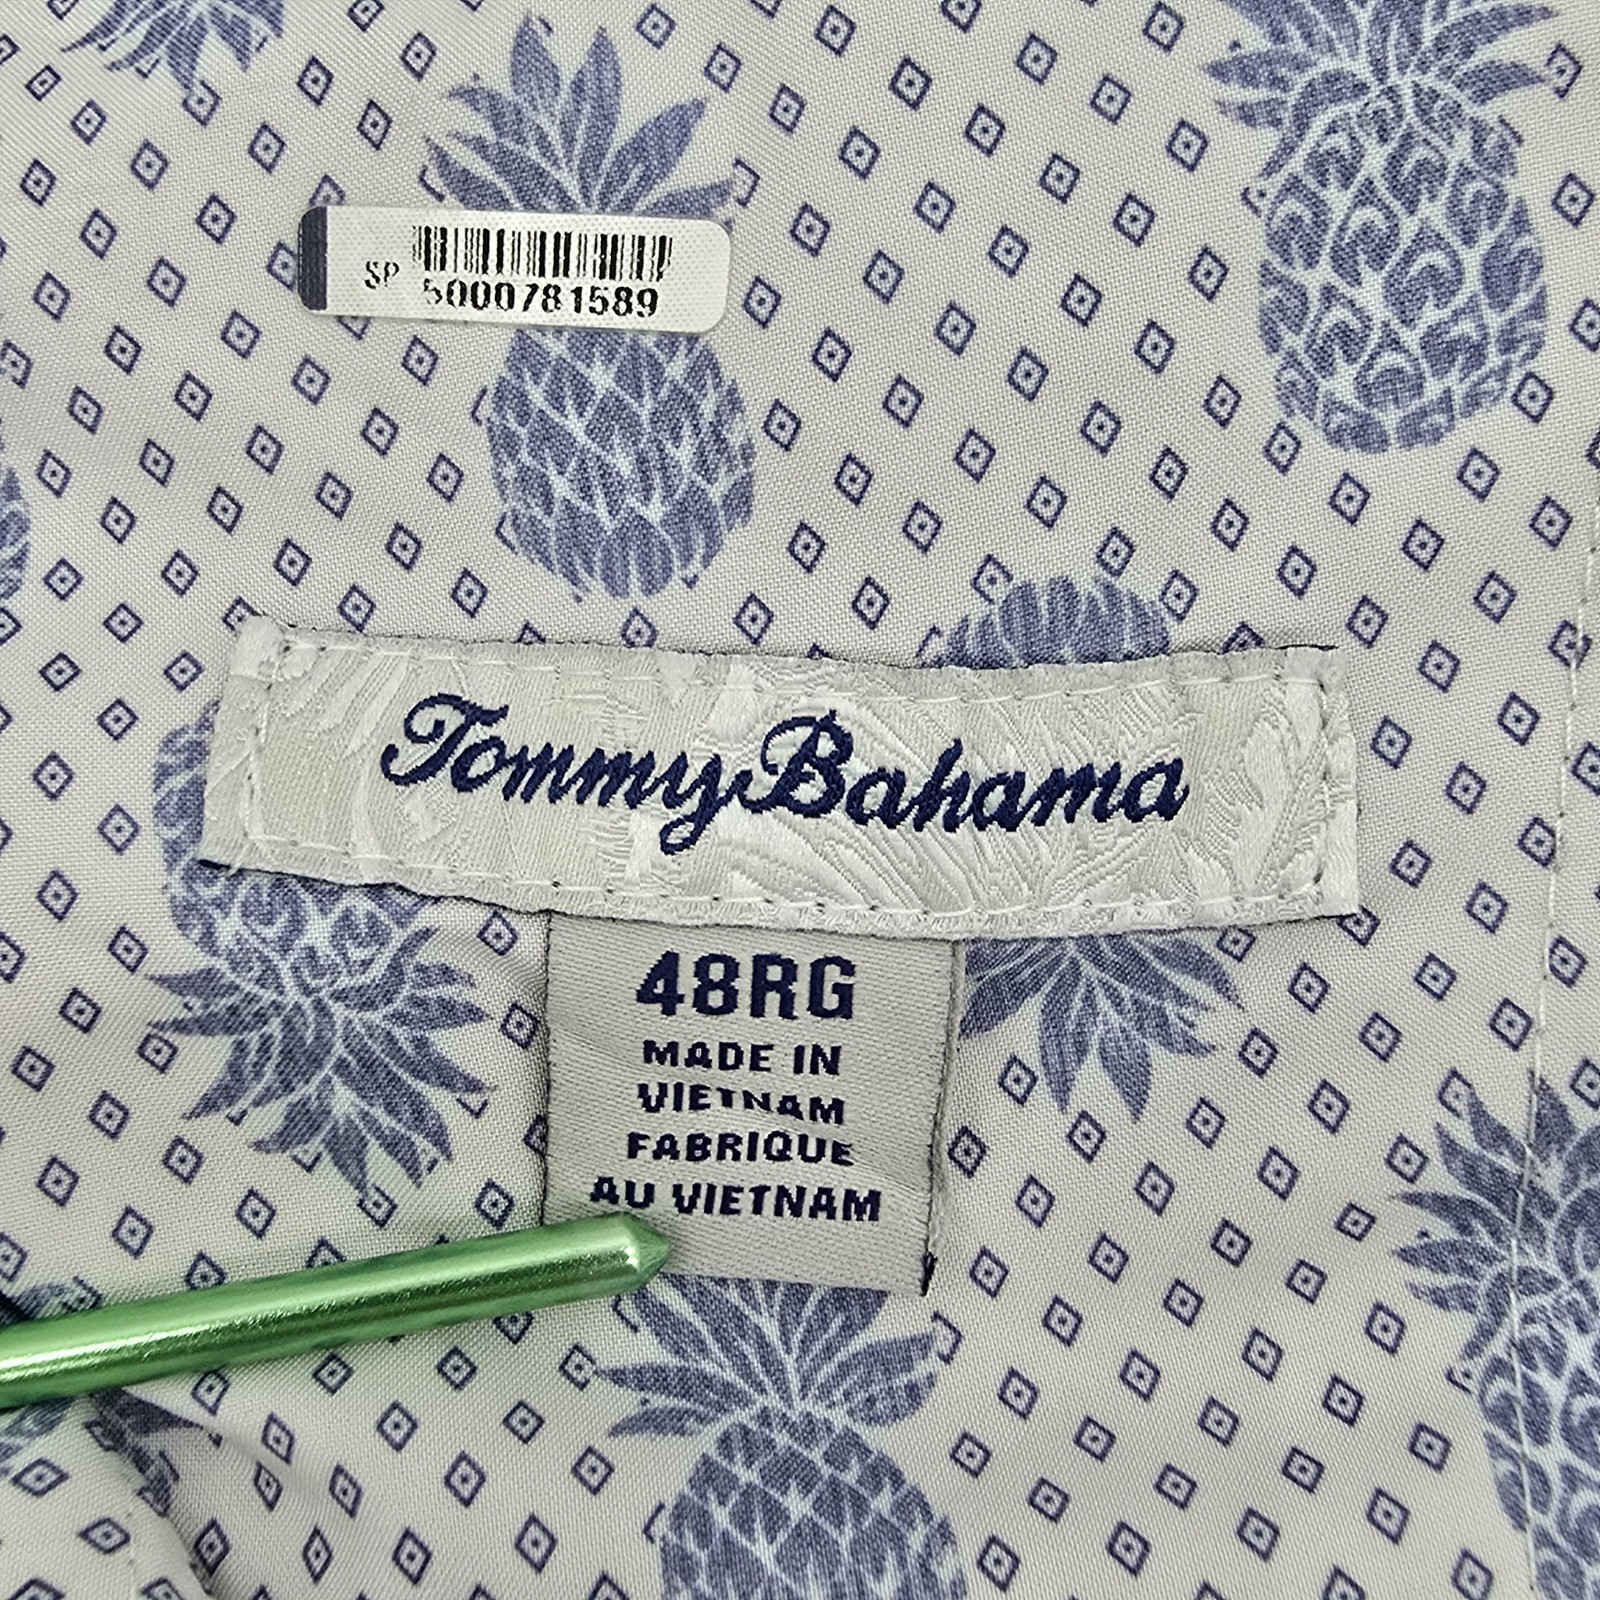 SP
5000781589
Tommy Bahama
48RG
MADE IN
VIETNAM
FABRIQUE
AU VIETNAM